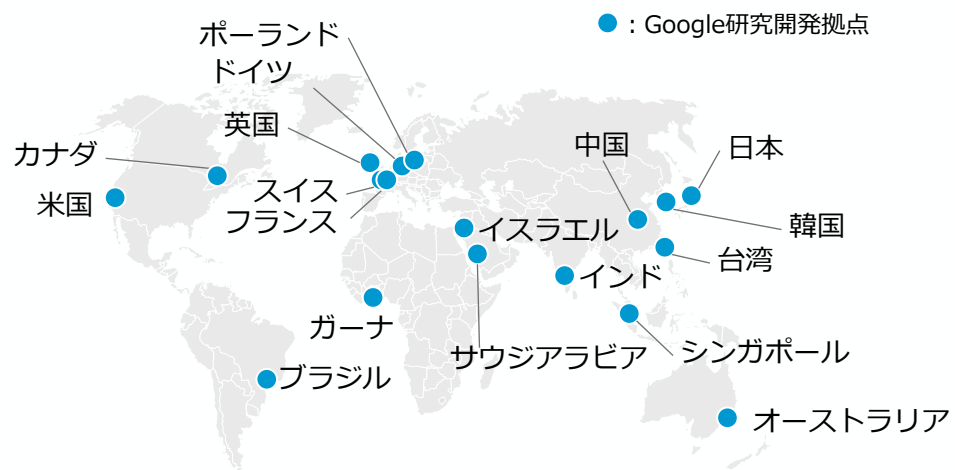 ：Google研究開発拠点
ポーランド
ドイツ
英国
カナダ
米国
スイス
フランス
中国
日本
韓国
台湾
イスラエル
インド
ガーナ
サウジアラビア
シンガポール
ブラジル
オーストラリア